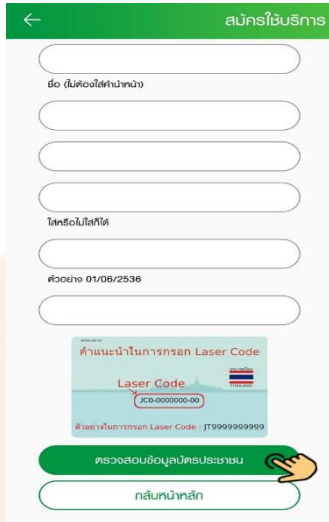 สมัครใช้บริการ
ชื่อ (ไม่ต้องใส่คำนำหน้า)
ใส่หรือไม่ใส่ก็ได้
ตัวอย่าง 01/06/2536
คำแนะนำในการกรอก Laser Code
Laser Code
JC0-0000000-00
ตัวอย่างในการกรอก Laser Code : JT9999999999
ตรวจสอบข้อมูลบัตรประชาชน
กลับหน้าหลัก